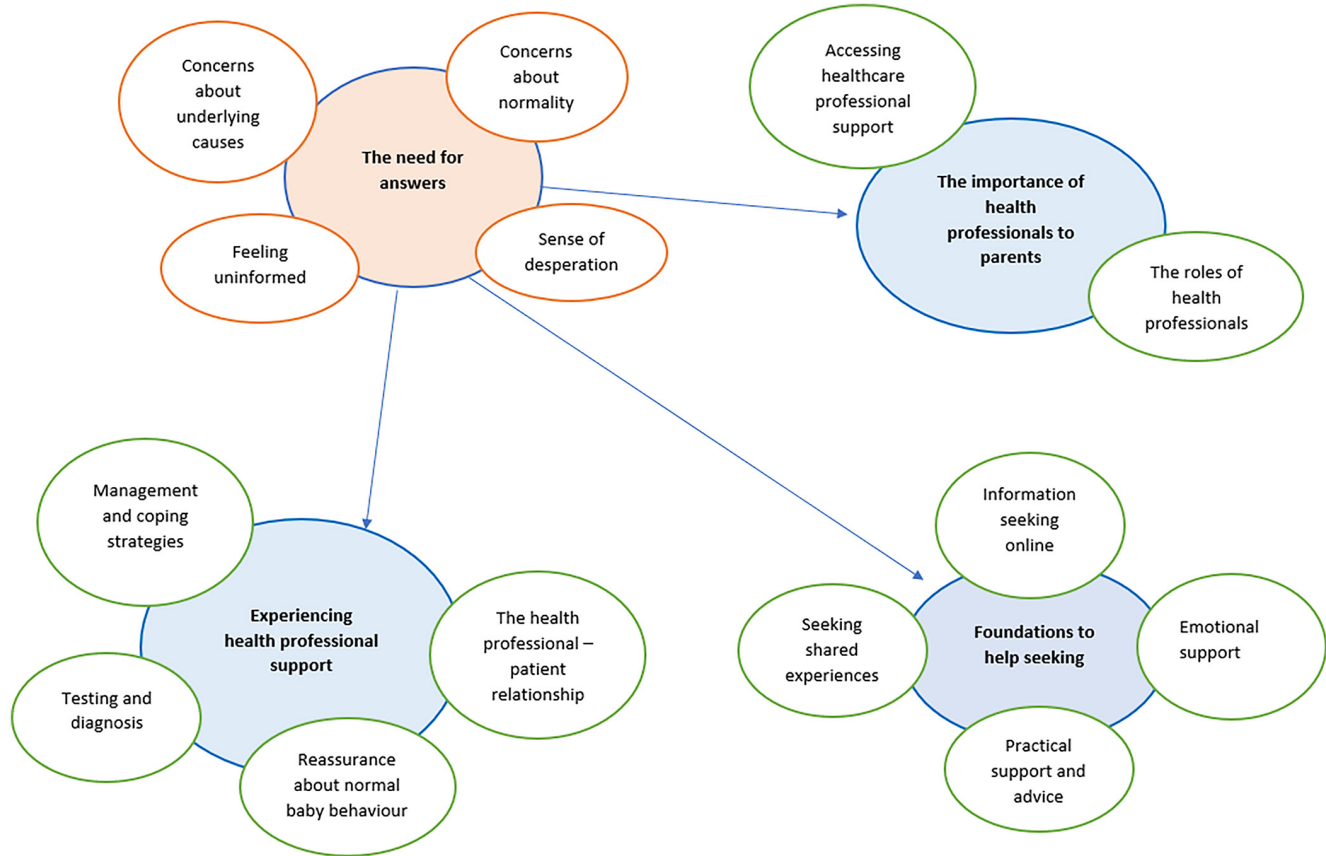 Concerns
about
underlying
causes
Concerns
about
normality
The need for
answers
Feeling
uninformed
Sense of
desperation
Accessing
healthcare
professional
support
The importance of
health
professionals to
parents
The roles of
health
professionals
Management
and coping
strategies
Experiencing
health professional
support
The health
professional –
patient
relationship
Testing and
diagnosis
Reassurance
about normal
baby behaviour
Information
seeking
online
Seeking
shared
experiences
Foundations to
help seeking
Emotional
support
Practical
support and
advice